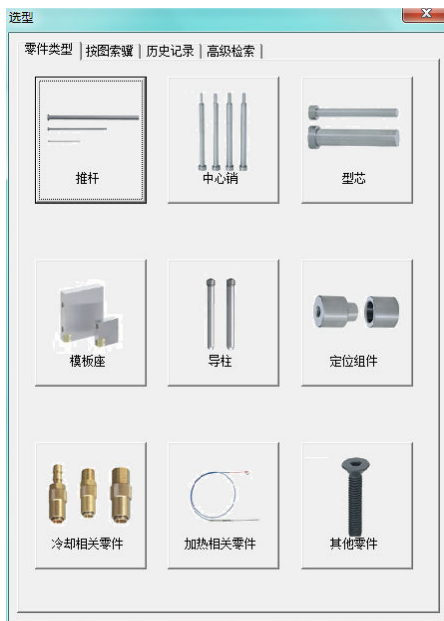 选型
零件类型 按图索骥 历史记录 高级检索
推杆 中心销 型芯
模板座 导柱 定位组件
冷却相关零件 加热相关零件 其他零件